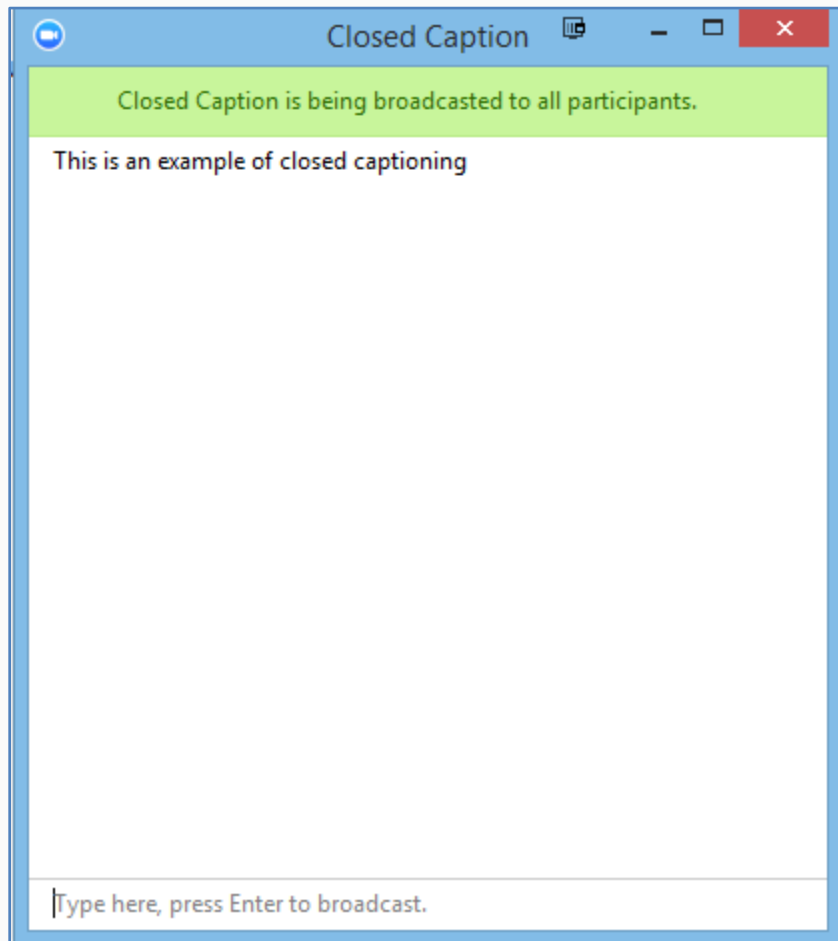 Closed Caption
Closed Caption is being broadcasted to all participants.
This is an example of closed captioning
Type here, press Enter to broadcast.